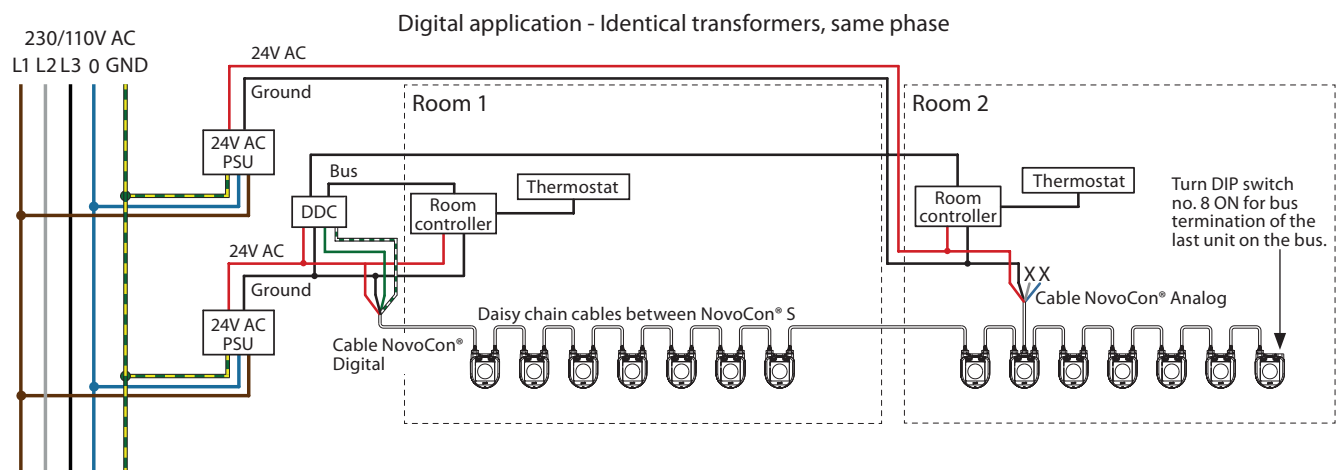 Digital application - Identical transformers, same phase
230/110V AC
L1 L2 L3 0 GND
24V AC
Ground
24V AC
PSU
Room 1
Room 2
Bus
Thermostat
DDC
Room
controller
Thermostat
Room
controller
Turn DIP switch
no. 8 ON for bus
termination of the
last unit on the bus.
24V AC
Ground
24V AC
PSU
X X
Cable NovoCon® Analog
Daisy chain cables between NovoCon® S
Cable NovoCon®
Digital